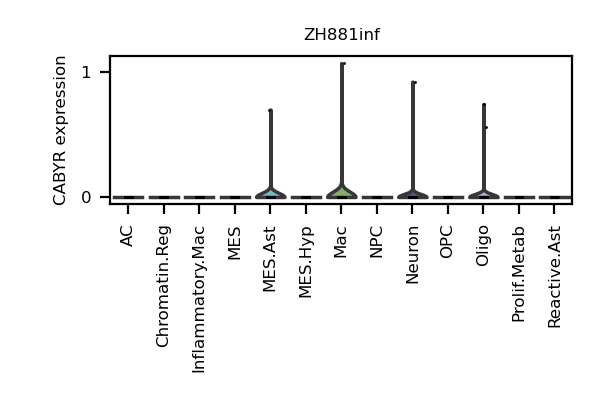 ZH881inf
CABYR expression
1
0
AC
Chromatin.Reg
Inflammatory.Mac
MES
MES.Ast
MES.Hyp
Mac
NPC
Neuron
OPC
Oligo
Prolif.Metab
Reactive.Ast